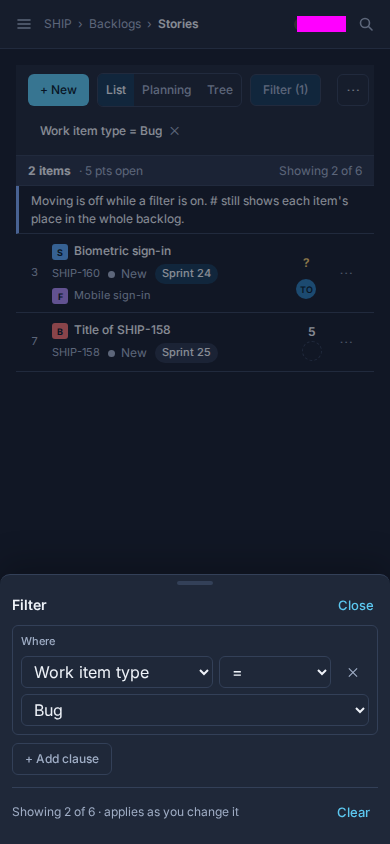 SHIP › Backlogs › Stories
+ New List Planning Tree Filter (1) ...
Work item type = Bug ×
2 items · 5 pts open Showing 2 of 6
Moving is off while a filter is on. # still shows each item's
place in the whole backlog.
S Biometric sign-in ?
3 SHIP-160 New Sprint 24 TO ...
F Mobile sign-in
B Title of SHIP-158 5
7 SHIP-158 New Sprint 25 ...
Filter Close
Where
Work item type = ×
Bug
+ Add clause
Showing 2 of 6 · applies as you change it Clear